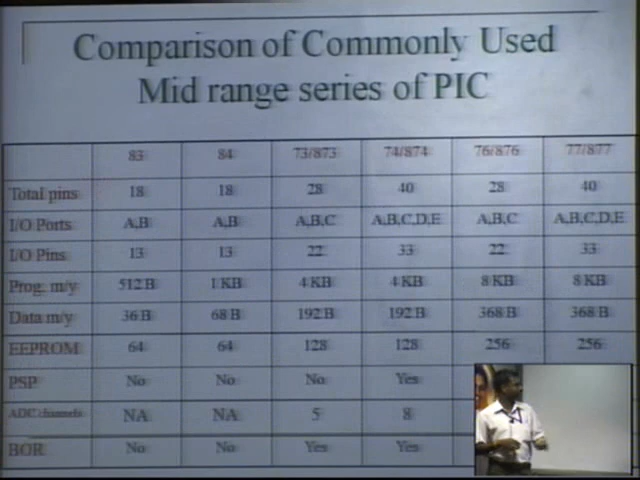 Comparison of Commonly Used
Mid range series of PIC
83 84 73/873 74/874 76/876 77/877
Total pins 18 18 28 40 28 40
I/O Ports A,B A,B A,B,C A,B,C,D,E A,B,C A,B,C,D,E
I/O Pins 13 13 22 33 22 33
Prog. m/y 512 B 1 KB 4 KB 4 KB 8 KB 8 KB
Data m/y 36 B 68 B 192 B 192 B 368 B 368 B
EEPROM 64 64 128 128 256 256
PSP No No No Yes
ADC channels NA NA 5 8
BOR No No Yes Yes